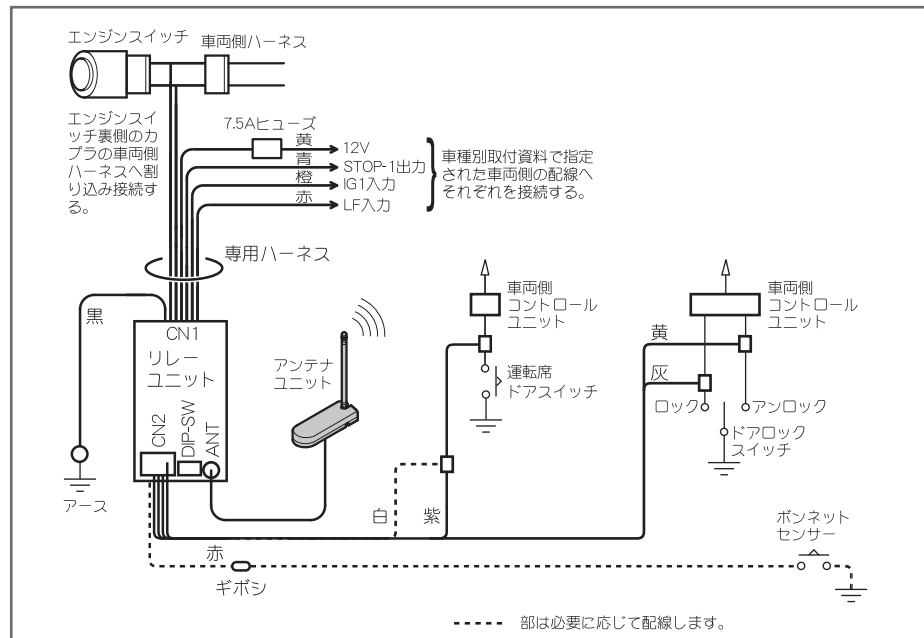 エンジンスイッチ
車両側ハーネス
エンジンスイ
ッチ裏側のカ
プラの車両側
ハーネスへ割
り込み接続す
る。
7.5Aヒューズ
黄
12V
青
STOP-1出力
橙
IG1入力
赤
LF入力
車種別取付資料で指定
された車両側の配線へ
それぞれを接続する。
専用ハーネス
黒
CN1
リレー
ユニット
CN2
DIP-SW
ANT
アース
アンテナ
ユニット
車両側
コントロール
ユニット
運転席
ドアスイッチ
車両側
コントロール
ユニット
黄
灰
ロック
アンロック
ドアロック
スイッチ
白
紫
赤
ギボシ
ボンネット
センサー
部は必要に応じて配線します。